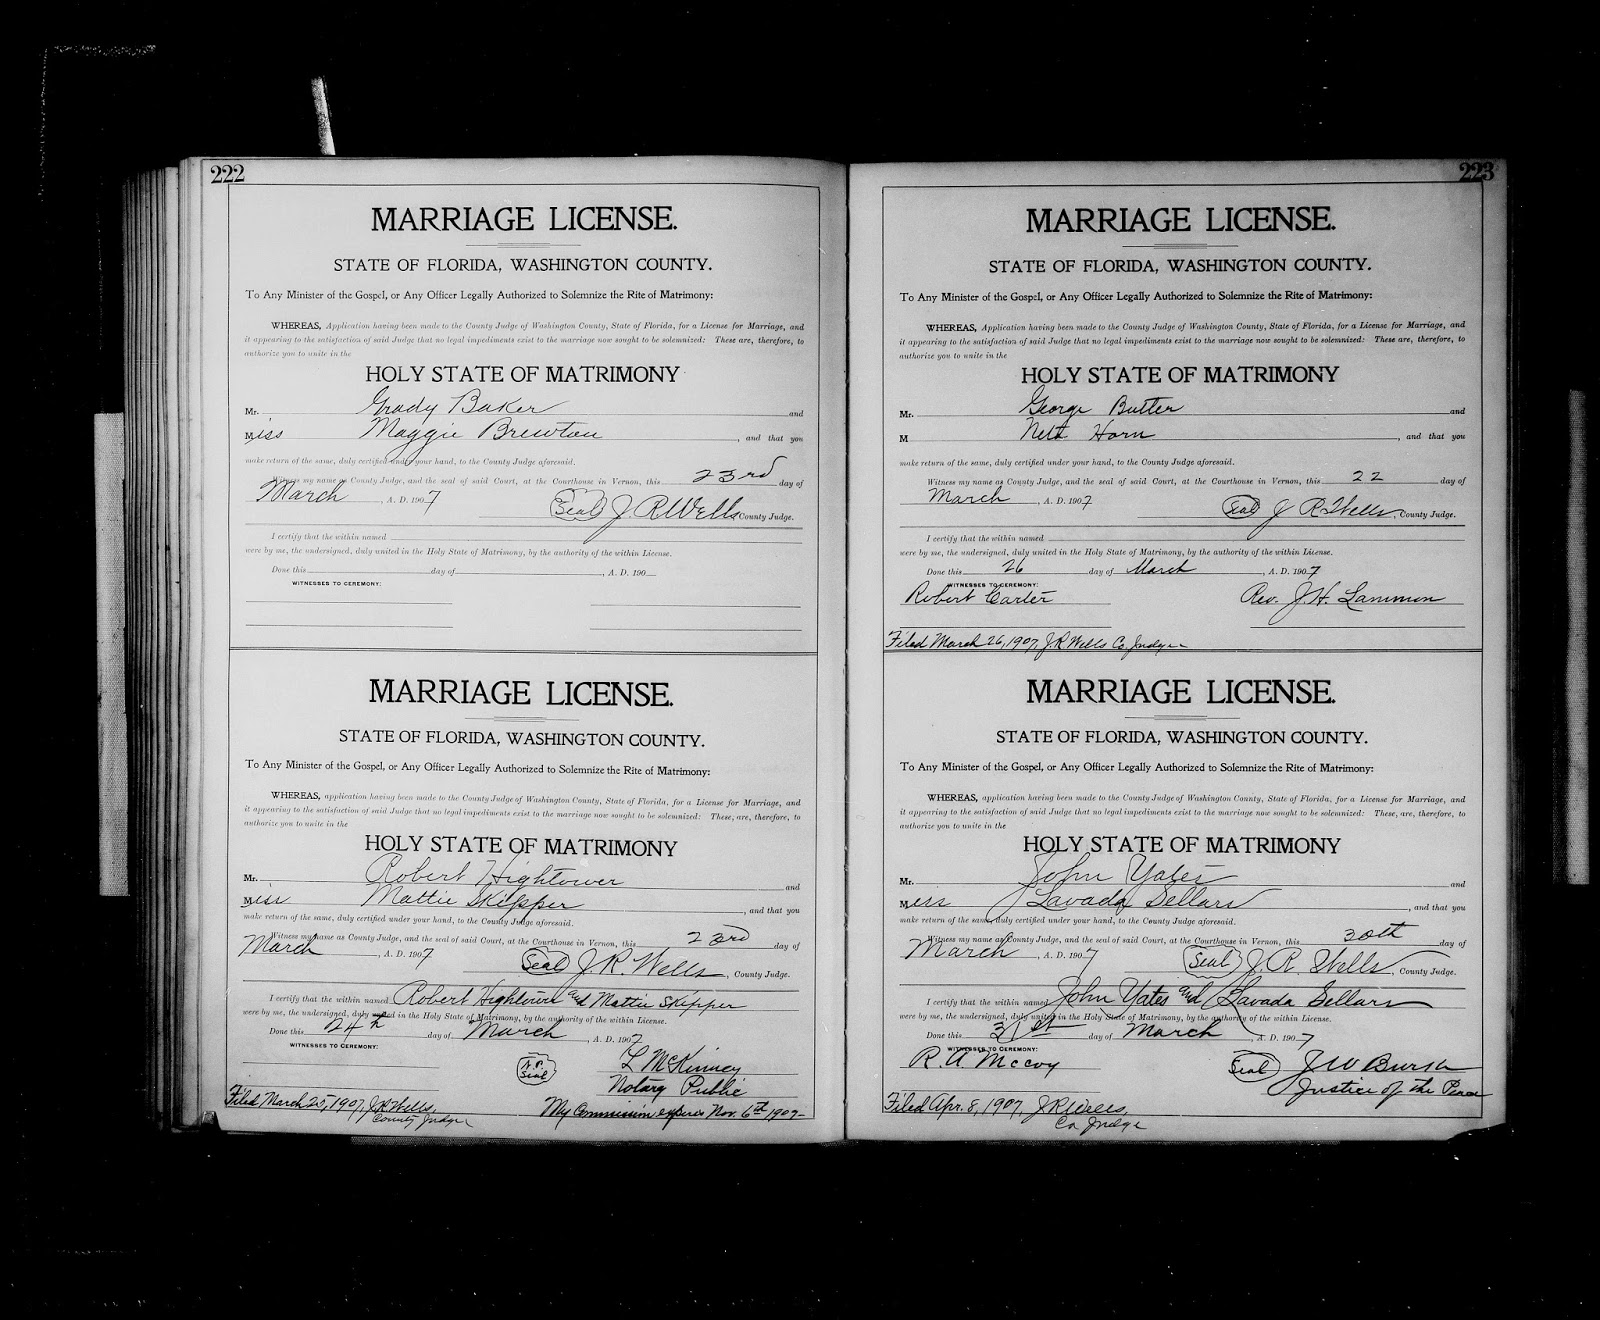 222
MARRIAGE LICENSE.
STATE OF FLORIDA, WASHINGTON COUNTY.
To Any Minister of the Gospel, or Any Officer Legally Authorized to Solemnize the Rite of Matrimony:
WHEREAS, Application having been made to the County Judge of Washington County, State of Florida, for a License for Marriage, and
it appearing to the satisfaction of said Judge that no legal impediments exist to the marriage now sought to be solemnized: These are, therefore, to
authorize you to unite in the
HOLY STATE OF MATRIMONY
Mr. Grady Baker and
Miss Maggie Brewton, and that you
make return of the same, duly certified under your hand, to the County Judge aforesaid.
Witness my name as County Judge, and the seal of said Court, at the Courthouse in Vernon, this 23rd day of
March, A. D. 1907 Seal J. R. Wells County Judge.
I certify that the within named
were by me, the undersigned, duly united in the Holy State of Matrimony, by the authority of the within License.
Done this day of , A. D. 190
WITNESSES TO CEREMONY:
MARRIAGE LICENSE.
STATE OF FLORIDA, WASHINGTON COUNTY.
To Any Minister of the Gospel, or Any Officer Legally Authorized to Solemnize the Rite of Matrimony:
WHEREAS, application having been made to the County Judge of Washington County, State of Florida, for a License for Marriage, and
it appearing to the satisfaction of said Judge that no legal impediments exist to the marriage now sought to be solemnized: These, are, therefore, to
authorize you to unite in the
HOLY STATE OF MATRIMONY
Mr. Robert Hightower and
Miss Mattie Skipper, and that you
make return of the same, duly certified under your hand, to the County Judge aforesaid.
Witness my name as County Judge, and the seal of said Court, at the Courthouse in Vernon, this 23rd day of
March, A. D. 1907 Seal J. R. Wells, County Judge.
I certify that the within named Robert Hightower and Mattie Skipper
were by me, the undersigned, duly united in the Holy State of Matrimony, by the authority of the within License.
Done this 24th day of March, A. D. 1907
WITNESSES TO CEREMONY:
N.P. Seal L McKinney
Notary Public
Filed March 25, 1907, J.R. Wells, My Commission expires Nov. 6th 1907-
County Judge
223
MARRIAGE LICENSE.
STATE OF FLORIDA, WASHINGTON COUNTY.
To Any Minister of the Gospel, or Any Officer Legally Authorized to Solemnize the Rite of Matrimony:
WHEREAS, Application having been made to the County Judge of Washington County, State of Florida, for a License for Marriage, and
it appearing to the satisfaction of said Judge that no legal impediments exist to the marriage now sought to be solemnized: These are, therefore, to
authorize you to unite in the
HOLY STATE OF MATRIMONY
Mr. George Butler and
M Horn, and that you
make return of the same, duly certified under your hand, to the County Judge aforesaid.
Witness my name as County Judge, and the seal of said Court, at the Courthouse in Vernon, this 22 day of
March, A. D. 1907 Seal J R Wells, County Judge.
I certify that the within named
were by me, the undersigned, duly united in the Holy State of Matrimony, by the authority of the within License.
Done this 26 day of March, A. D. 1907
WITNESSES TO CEREMONY:
Robert Carter Rev. J. H. Lammon
Filed March 26, 1907, J.R Wells Co Judge
MARRIAGE LICENSE.
STATE OF FLORIDA, WASHINGTON COUNTY.
To Any Minister of the Gospel, or Any Officer Legally Authorized to Solemnize the Rite of Matrimony:
WHEREAS, application having been made to the County Judge of Washington County, State of Florida, for a License for Marriage, and
it appearing to the satisfaction of said Judge that no legal impediments exist to the marriage now sought to be solemnized: These, are, therefore, to
authorize you to unite in the
HOLY STATE OF MATRIMONY
Mr. John Yates and
Miss Lavada Sellars, and that you
make return of the same, duly certified under your hand, to the County Judge aforesaid.
Witness my name as County Judge, and the seal of said Court, at the Courthouse in Vernon, this 30th day of
March, A. D. 1907 Seal J. R. Wells, County Judge.
I certify that the within named John Yates and Lavada Sellars
were by me, the undersigned, duly united in the Holy State of Matrimony, by the authority of the within License.
Done this 31st day of March, A. D. 1907
WITNESSES TO CEREMONY:
R. A. McCoy Seal J W
Justice of the Peace
Filed Apr. 8, 1907, J R Wells,
Co Judge